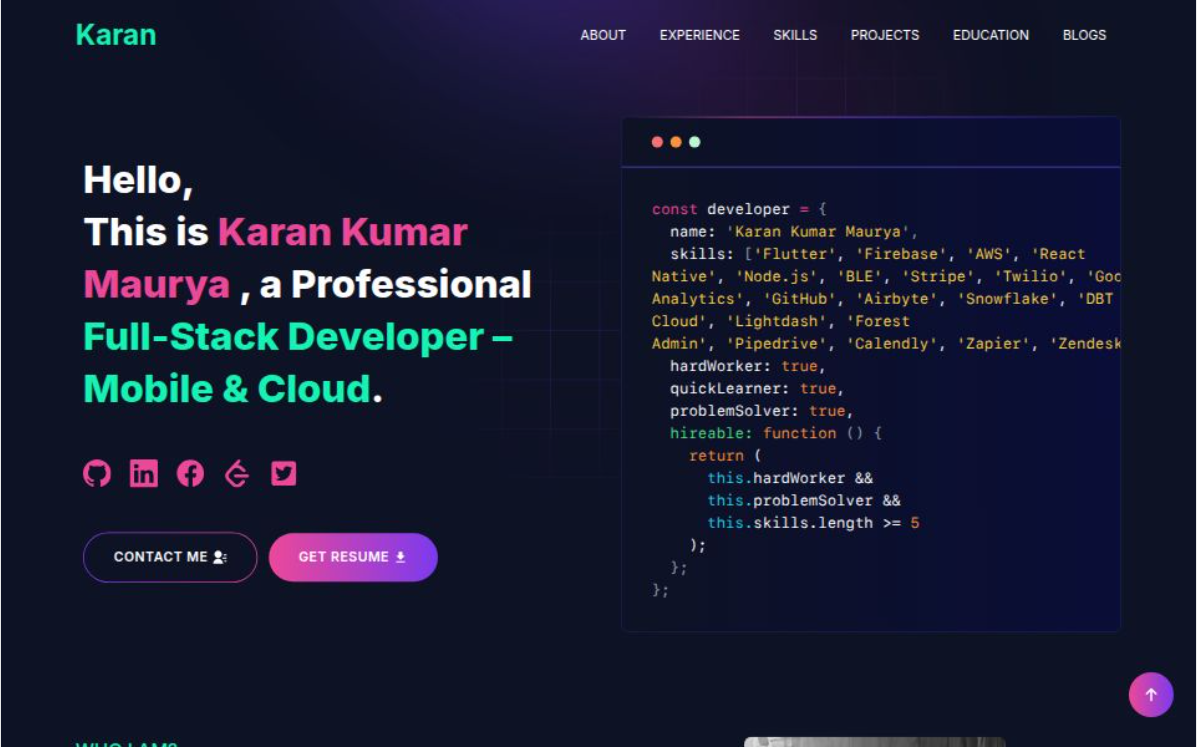 Karan
ABOUT EXPERIENCE SKILLS PROJECTS EDUCATION BLOGS
Hello,
This is Karan Kumar
Maurya , a Professional
Full-Stack Developer –
Mobile & Cloud.
CONTACT ME
GET RESUME
const developer = {
name: 'Karan Kumar Maurya',
skills: ['Flutter', 'Firebase', 'AWS', 'React
Native', 'Node.js', 'BLE', 'Stripe', 'Twilio', 'Goo
Analytics', 'GitHub', 'Airbyte', 'Snowflake', 'DBT
Cloud', 'Lightdash', 'Forest
Admin', 'Pipedrive', 'Calendly', 'Zapier', 'Zendesk
hardWorker: true,
quickLearner: true,
problemSolver: true,
hireable: function () {
return (
this.hardWorker &&
this.problemSolver &&
this.skills.length >= 5
);
};
};
WHO I AM?